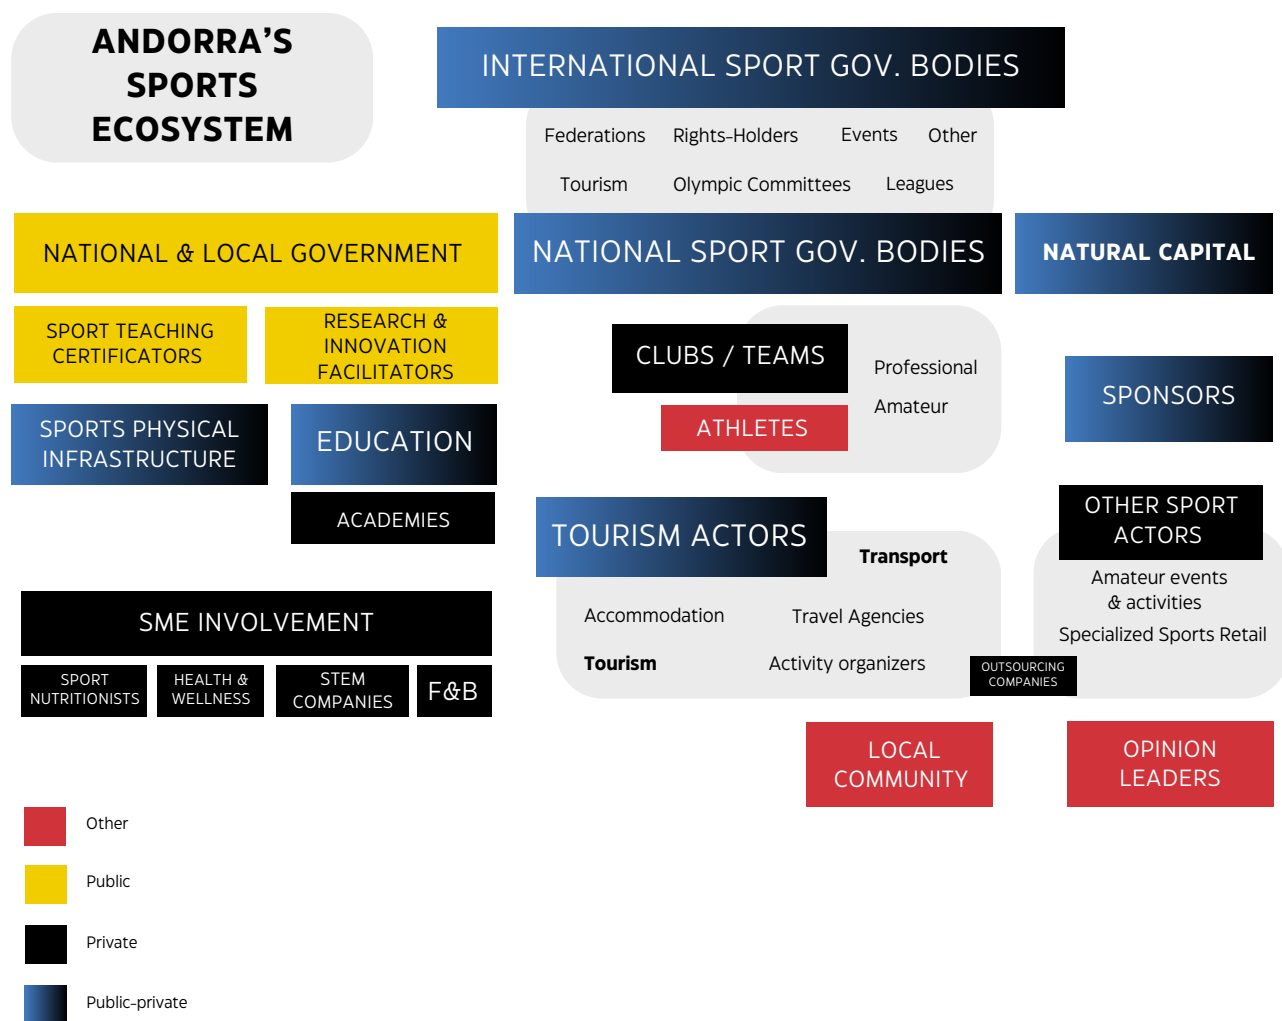 ANDORRA'S
SPORTS
ECOSYSTEM
INTERNATIONAL SPORT GOV. BODIES
Federations Rights-Holders Events Other
Tourism Olympic Committees Leagues
NATIONAL & LOCAL GOVERNMENT
NATIONAL SPORT GOV. BODIES
NATURAL CAPITAL
SPORT TEACHING
CERTIFICATORS
RESEARCH &
INNOVATION
FACILITATORS
CLUBS / TEAMS
Professional
Amateur
ATHLETES
SPONSORS
SPORTS PHYSICAL
INFRASTRUCTURE
EDUCATION
ACADEMIES
TOURISM ACTORS
Transport
Accommodation Travel Agencies
Tourism Activity organizers
OTHER SPORT
ACTORS
Amateur events
& activities
Specialized Sports Retail
OUTSOURCING
COMPANIES
SME INVOLVEMENT
SPORT
NUTRITIONISTS
HEALTH &
WELLNESS
STEM
COMPANIES
F&B
LOCAL
COMMUNITY
OPINION
LEADERS
Other
Public
Private
Public-private